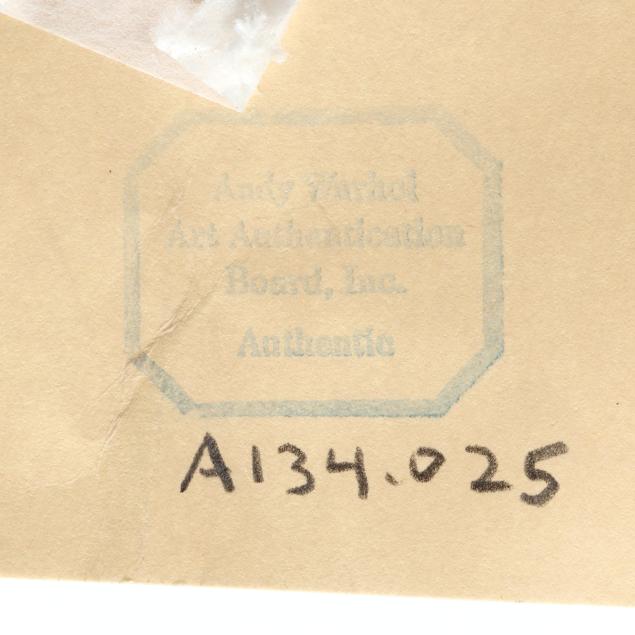 Andy Warhol
Art Authentication
Board, Inc.
Authentic
A134.025